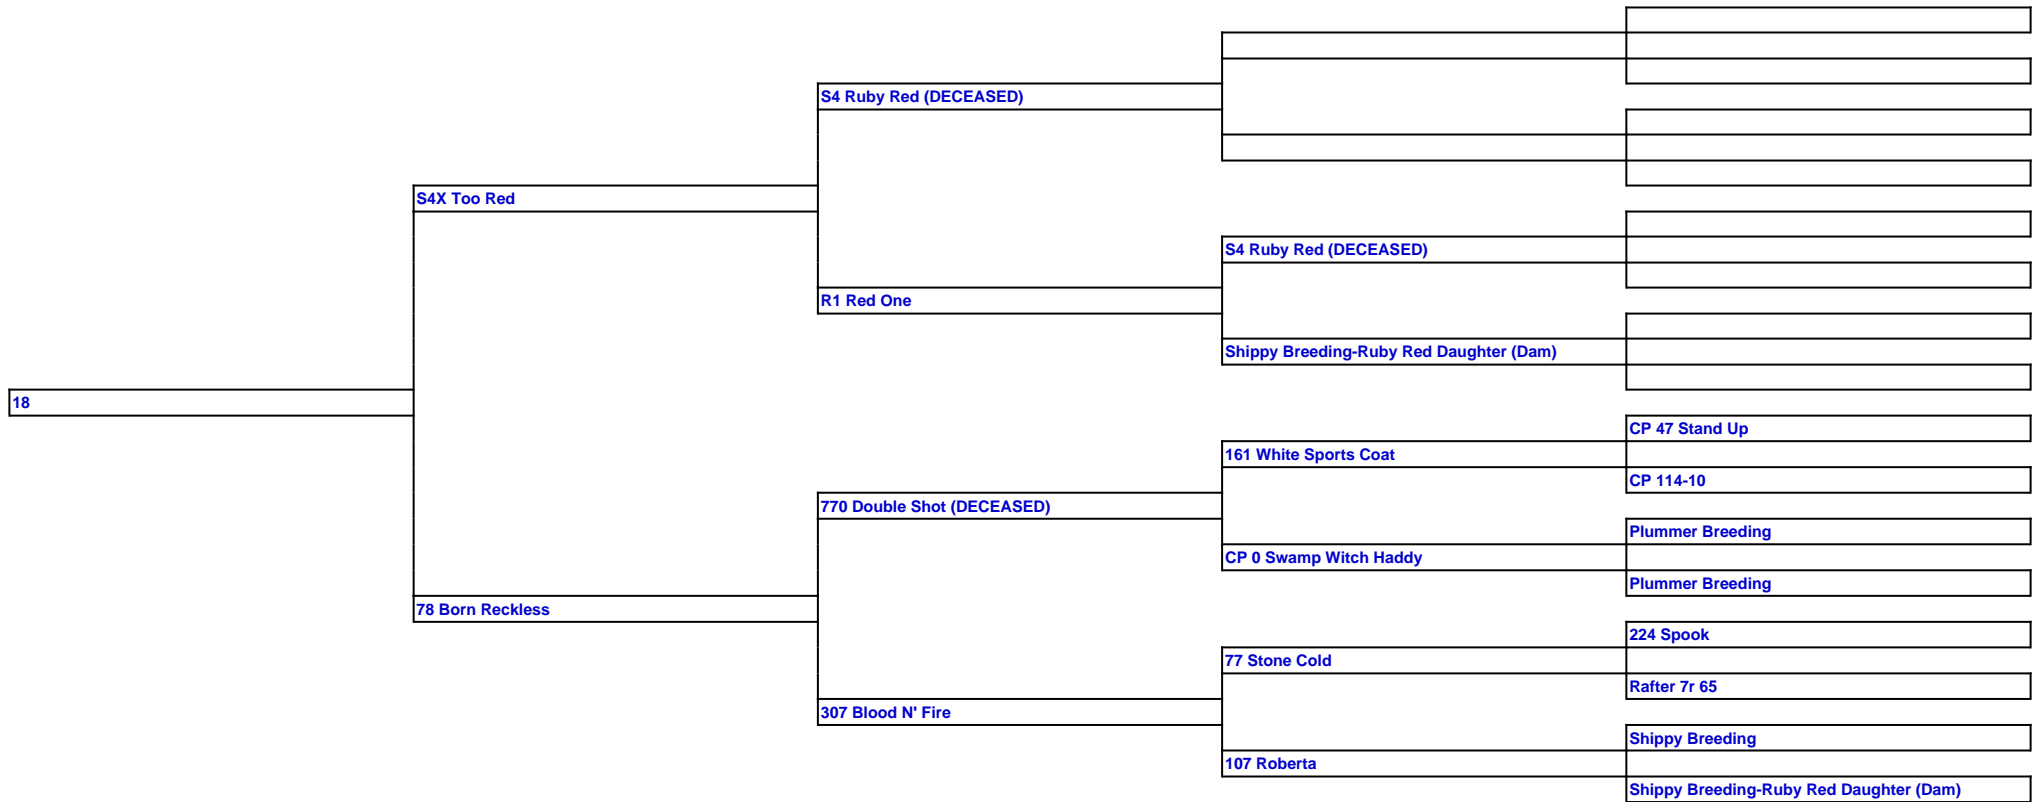 S4 Ruby Red (DECEASED)
S4X Too Red
S4 Ruby Red (DECEASED)
R1 Red One
Shippy Breeding-Ruby Red Daughter (Dam)
18
CP 47 Stand Up
161 White Sports Coat
CP 114-10
770 Double Shot (DECEASED)
Plummer Breeding
CP 0 Swamp Witch Haddy
Plummer Breeding
78 Born Reckless
224 Spook
77 Stone Cold
Rafter 7r 65
307 Blood N' Fire
Shippy Breeding
107 Roberta
Shippy Breeding-Ruby Red Daughter (Dam)